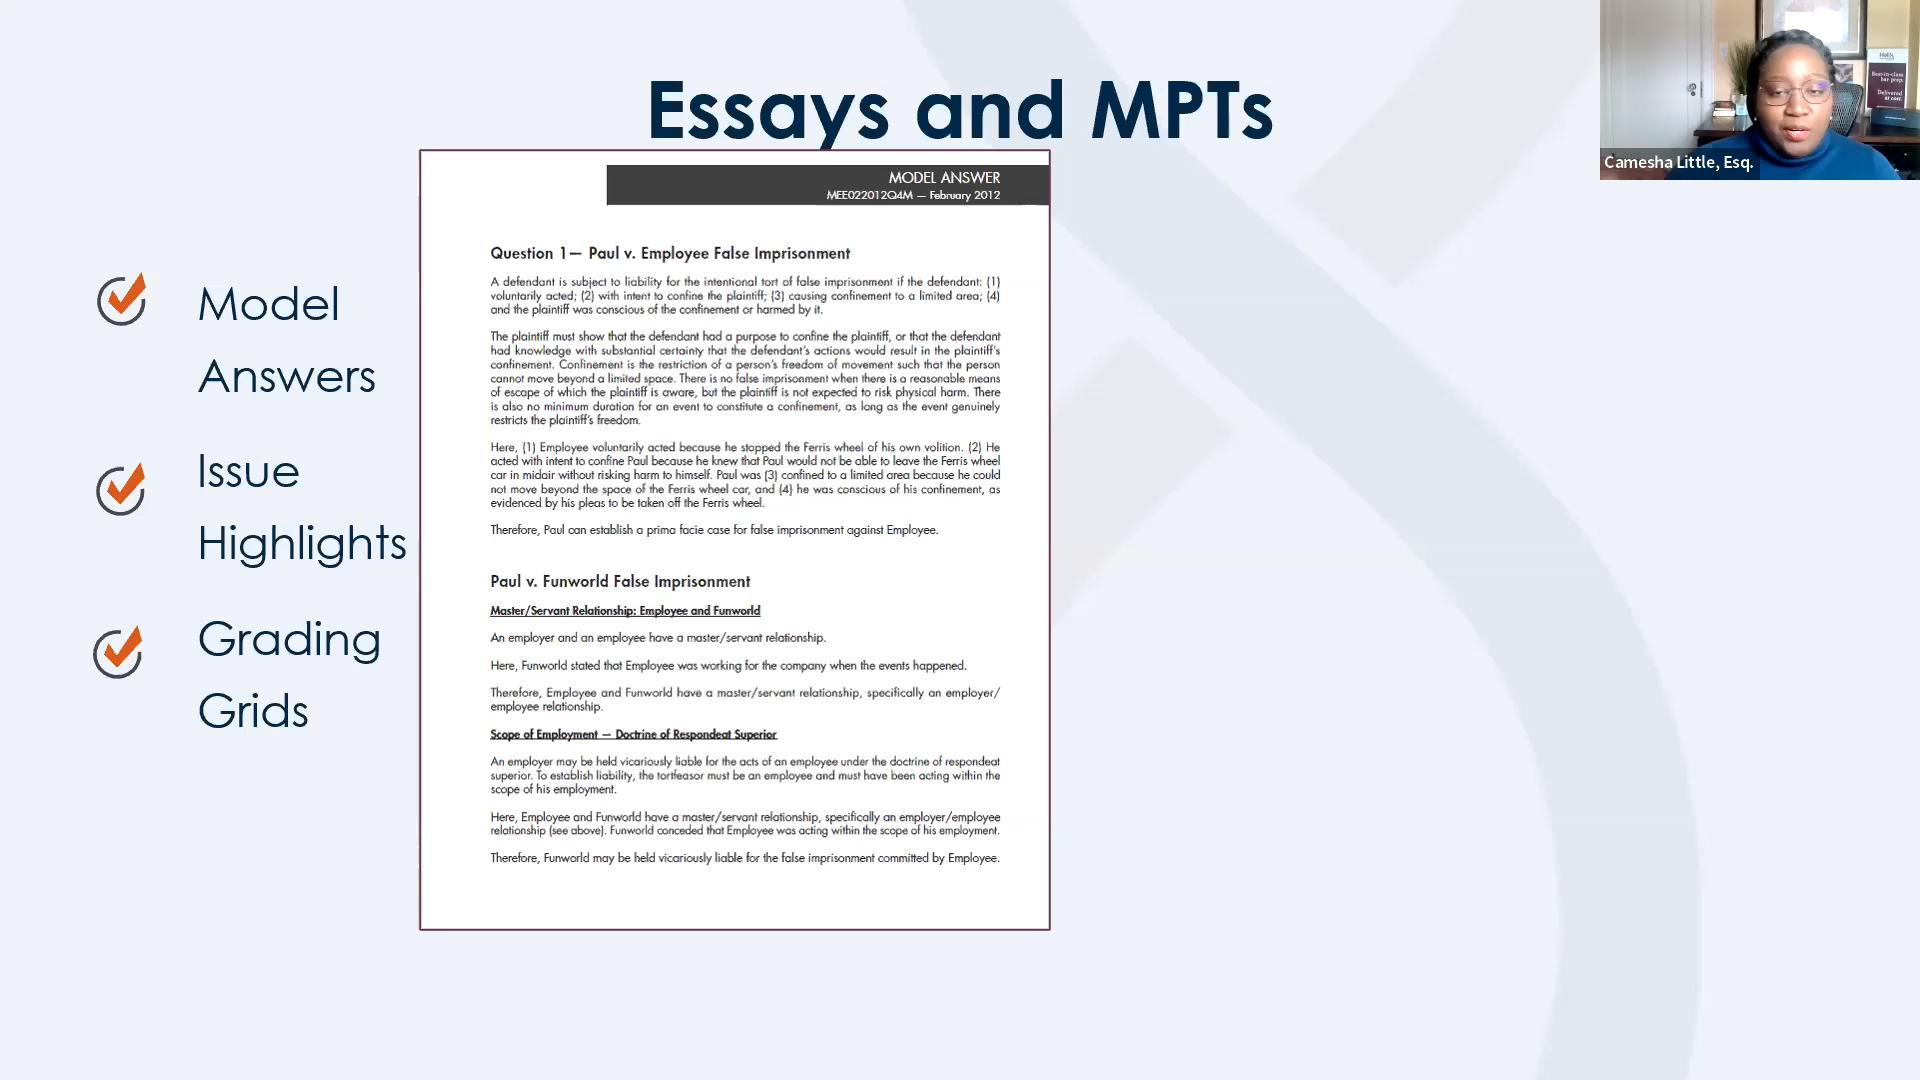 Essays and MPTs
Camesha Little, Esq.
Best-in-class
bar prep.
Delivered
at cost.
Model
Answers
Issue
Highlights
Grading
Grids
MODEL ANSWER
MEE022012Q4M — February 2012
Question 1— Paul v. Employee False Imprisonment
A defendant is subject to liability for the intentional tort of false imprisonment if the defendant: (1)
voluntarily acted; (2) with intent to confine the plaintiff; (3) causing confinement to a limited area; (4)
and the plaintiff was conscious of the confinement or harmed by it.
The plaintiff must show that the defendant had a purpose to confine the plaintiff, or that the defendant
had knowledge with substantial certainty that the defendant's actions would result in the plaintiff's
confinement. Confinement is the restriction of a person's freedom of movement such that the person
cannot move beyond a limited space. There is no false imprisonment when there is a reasonable means
of escape of which the plaintiff is aware, but the plaintiff is not expected to risk physical harm. There
is also no minimum duration for an event to constitute a confinement, as long as the event genuinely
restricts the plaintiff's freedom.
Here, (1) Employee voluntarily acted because he stopped the Ferris wheel of his own volition. (2) He
acted with intent to confine Paul because he knew that Paul would not be able to leave the Ferris wheel
car in midair without risking harm to himself. Paul was (3) confined to a limited area because he could
not move beyond the space of the Ferris wheel car, and (4) he was conscious of his confinement, as
evidenced by his pleas to be taken off the Ferris wheel.
Therefore, Paul can establish a prima facie case for false imprisonment against Employee.
Paul v. Funworld False Imprisonment
Master/Servant Relationship: Employee and Funworld
An employer and an employee have a master/servant relationship.
Here, Funworld stated that Employee was working for the company when the events happened.
Therefore, Employee and Funworld have a master/servant relationship, specifically an employer/
employee relationship.
Scope of Employment — Doctrine of Respondeat Superior
An employer may be held vicariously liable for the acts of an employee under the doctrine of respondeat
superior. To establish liability, the tortfeasor must be an employee and must have been acting within the
scope of his employment.
Here, Employee and Funworld have a master/servant relationship, specifically an employer/employee
relationship (see above). Funworld conceded that Employee was acting within the scope of his employment.
Therefore, Funworld may be held vicariously liable for the false imprisonment committed by Employee.